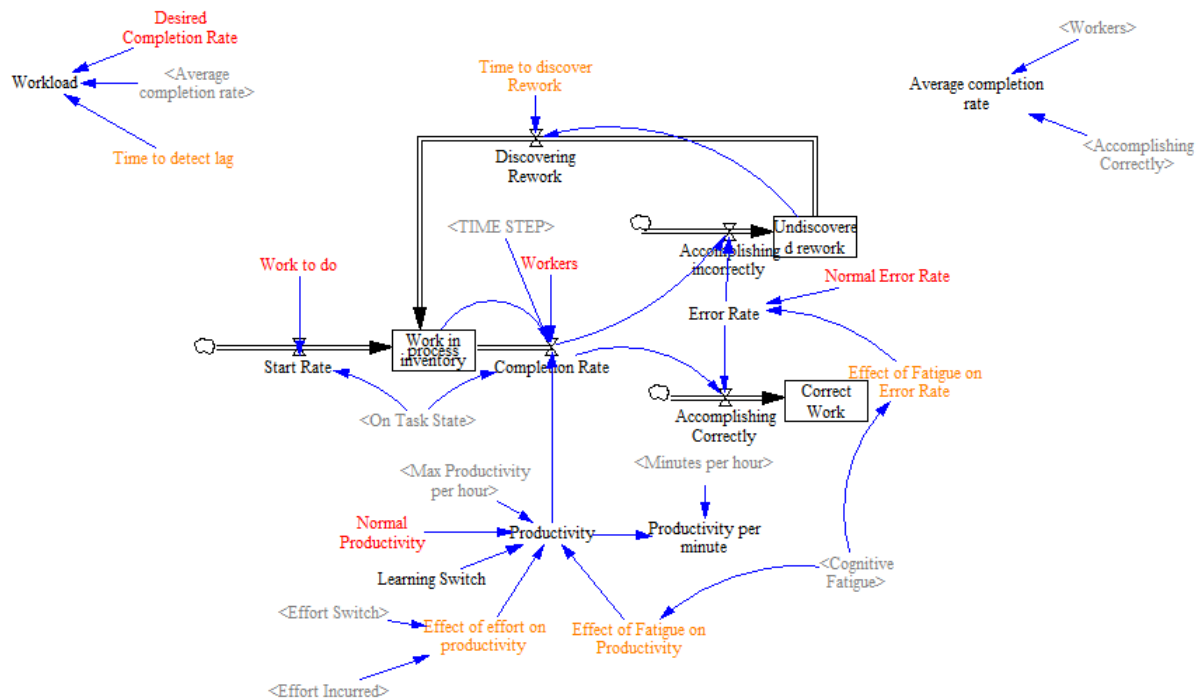 Desired
Completion Rate
Workload
<Average
completion rate>
Time to detect lag
Time to discover
Rework
Discovering
Rework
<Workers>
Average completion
rate
<Accomplishing
Correctly>
<TIME STEP>
Workers
Work to do
Accomplishing
incorrectly
Undiscovere
d rework
Normal Error Rate
Error Rate
Start Rate
Work in
process
inventory
Completion Rate
Effect of Fatigue on
Error Rate
<On Task State>
Accomplishing
Correctly
Correct
Work
<Max Productivity
per hour>
<Minutes per hour>
Normal
Productivity
Productivity
Productivity per
minute
Learning Switch
<Cognitive
Fatigue>
<Effort Switch>
Effect of effort on
productivity
Effect of Fatigue on
Productivity
<Effort Incurred>